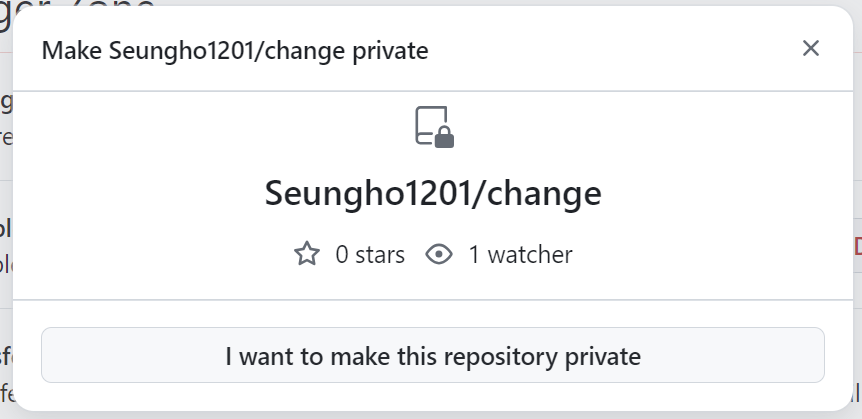 Make Seungho1201/change private
Seungho1201/change
0 stars 1 watcher
I want to make this repository private